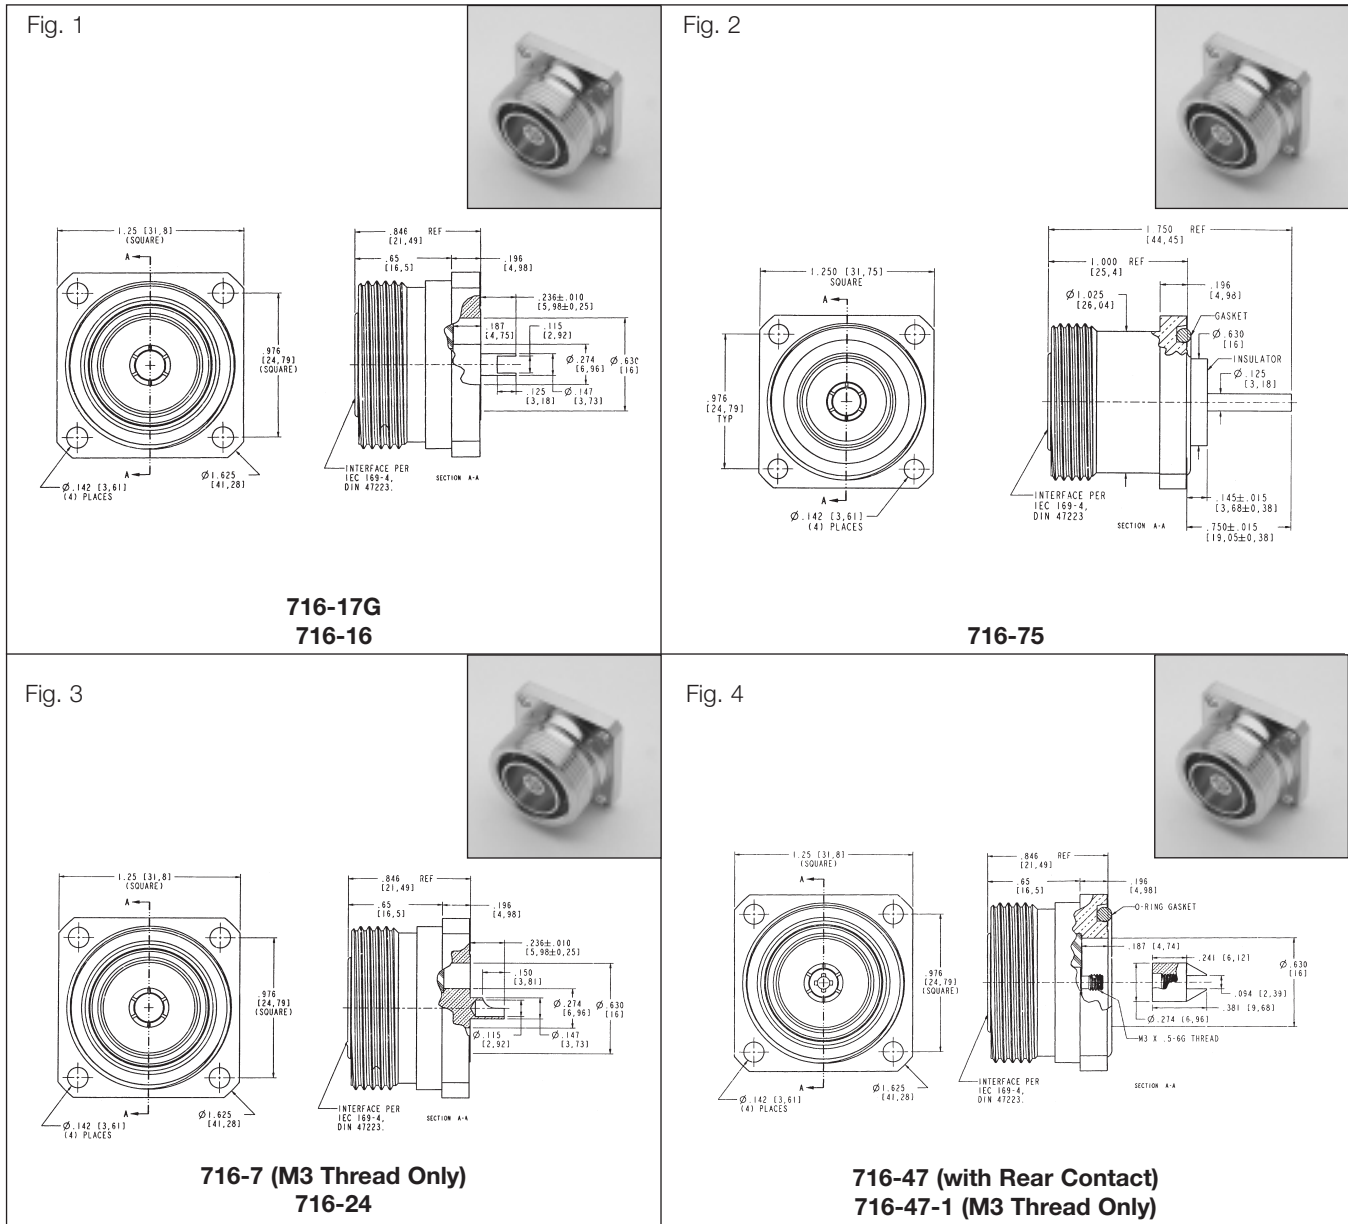 Fig. 1
1.25 [31,8]
(SQUARE)
A
.976
[24,79]
(SQUARE)
A
Ø.142 [3,61]
(4) PLACES
Ø1.625
[41,28]
.846 REF
[21,49]
.65
[16,5]
.196
[4,98]
.236±.010
[5,98±0,25]
.187
[4,75]
.115
[2,92]
Ø.274
[6,96]
Ø.630
[16]
.125
[3,18]
Ø.147
[3,73]
INTERFACE PER
IEC 169-4,
DIN 47223.
SECTION A-A
716-17G
716-16
Fig. 2
1.250 [31,75]
SQUARE
A
.976
[24,79]
TYP
A
Ø.142 [3,61]
(4) PLACES
1.750 REF
[44,45]
1.000 REF
[25,4]
Ø1.025
[26,04]
.196
[4,98]
GASKET
Ø.630
[16]
INSULATOR
Ø.125
[3,18]
INTERFACE PER
IEC 169-4,
DIN 47223
SECTION A-A
.145±.015
[3,68±0,38]
.750±.015
[19,05±0,38]
716-75
Fig. 3
1.25 [31,8]
(SQUARE)
A
.976
[24,79]
(SQUARE)
A
Ø.142 [3,61]
(4) PLACES
Ø1.625
[41,28]
.846 REF
[21,49]
.65
[16,5]
.196
[4,98]
.236±.010
[5,98±0,25]
.150
[3,81]
Ø.274
[6,96]
Ø.630
[16]
Ø.115
[2,92]
Ø.147
[3,73]
INTERFACE PER
IEC 169-4,
DIN 47223.
SECTION A-A
716-7 (M3 Thread Only)
716-24
Fig. 4
1.25 [31,8]
(SQUARE)
A
.976
[24,79]
(SQUARE)
A
Ø.142 [3,61]
(4) PLACES
Ø1.625
[41,28]
.846 REF
[21,49]
.65
[16,5]
.196
[4,98]
O-RING GASKET
.187 [4,74]
.241 [6,12]
Ø.630
[16]
.094 [2,39]
.381 [9,68]
Ø.274 [6,96]
M3 X .5-6G THREAD
INTERFACE PER
IEC 169-4,
DIN 47223.
SECTION A-A
716-47 (with Rear Contact)
716-47-1 (M3 Thread Only)